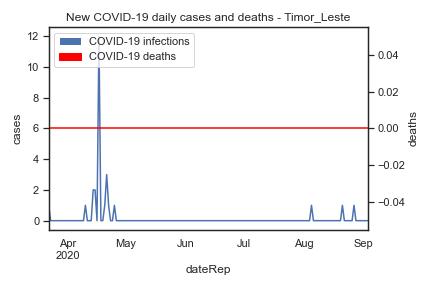 New COVID-19 daily cases and deaths - Timor_Leste
COVID-19 infections
COVID-19 deaths
cases
12
10
8
6
4
2
0
deaths
0.04
0.02
0.00
−0.02
−0.04
Apr
2020
May
Jun
Jul
Aug
Sep
dateRep